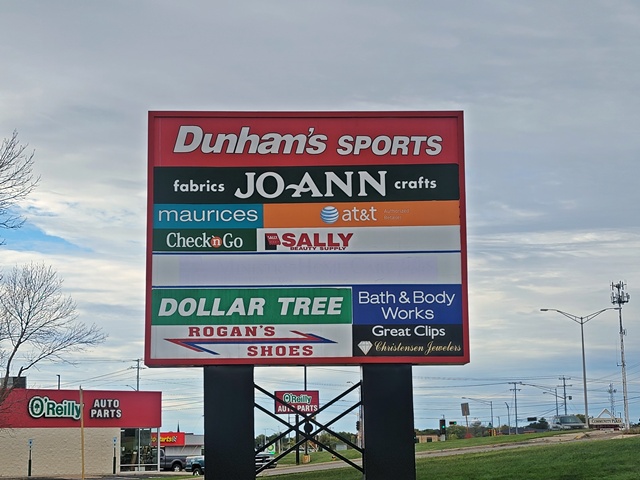 Dunham's SPORTS
fabrics JO-ANN crafts
maurices
at&t
Check n Go
SALLY
BEAUTY SUPPLY
DOLLAR TREE
Bath & Body
Works
ROGAN'S
SHOES
Great Clips
Christensen Jewelers
O'Reilly AUTO
PARTS
O'Reilly
AUTO PARTS